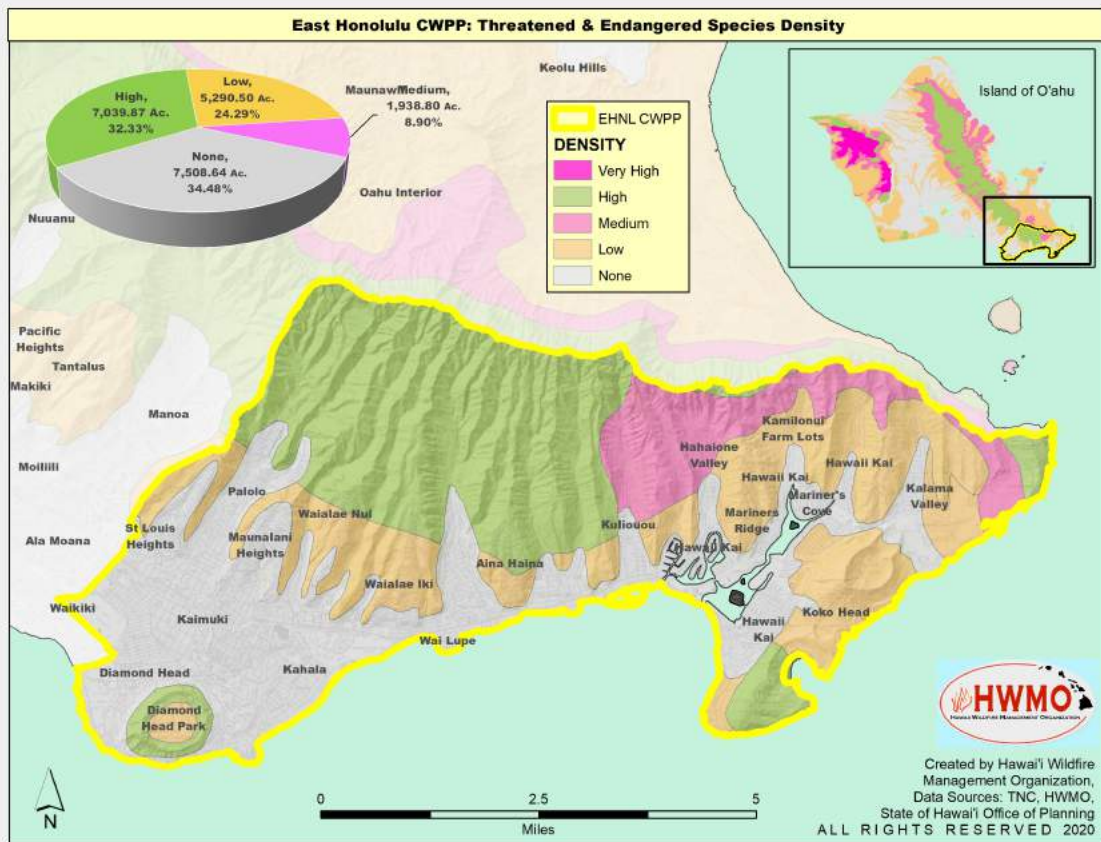 East Honolulu CWPP: Threatened & Endangered Species Density
High,
7,039.87 Ac.
32.33%
Low,
5,290.50 Ac.
24.29%
Medium,
1,938.80 Ac.
8.90%
None,
7,508.64 Ac.
34.48%
Keolu Hills
Oahu Interior
Nuuanu
EHNL CWPP
DENSITY
Very High
High
Medium
Low
None
Island of O'ahu
Pacific
Heights
Tantalus
Makiki
Manoa
Moiliili
Ala Moana
Waikiki
St Louis
Heights
Palolo
Maunalani
Heights
Waialae Nui
Waialae Iki
Aina Haina
Kuliouou
Hahaione
Valley
Kamilonui
Farm Lots
Hawaii Kai
Hawaii Kai
Mariner's
Cove
Mariners
Ridge
Kalama
Valley
Hawaii Kai
Koko Head
Hawaii
Kai
Kaimuki
Wai Lupe
Kahala
Diamond Head
Diamond
Head Park
N
0
2.5
5
Miles
HWMO
HAWAII WILDFIRE MANAGEMENT ORGANIZATION
Created by Hawai'i Wildfire
Management Organization,
Data Sources: TNC, HWMO,
State of Hawai'i Office of Planning
ALL RIGHTS RESERVED 2020